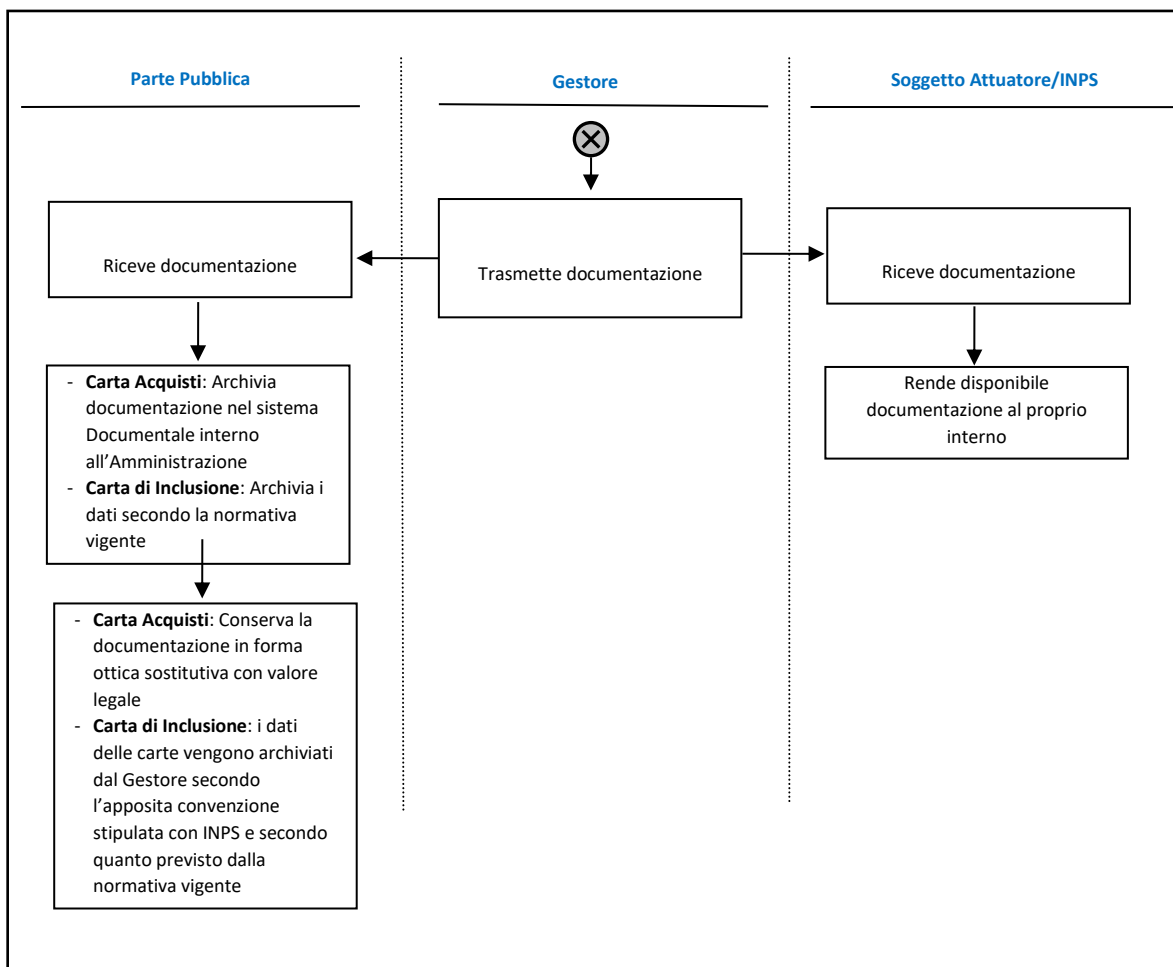 Parte Pubblica
Gestore
Soggetto Attuatore/INPS
Riceve documentazione
Trasmette documentazione
Riceve documentazione
- Carta Acquisti: Archivia
documentazione nel sistema
Documentale interno
all’Amministrazione
- Carta di Inclusione: Archivia i
dati secondo la normativa
vigente
Rende disponibile
documentazione al proprio
interno
- Carta Acquisti: Conserva la
documentazione in forma
ottica sostitutiva con valore
legale
- Carta di Inclusione: i dati
delle carte vengono archiviati
dal Gestore secondo
l’apposita convenzione
stipulata con INPS e secondo
quanto previsto dalla
normativa vigente